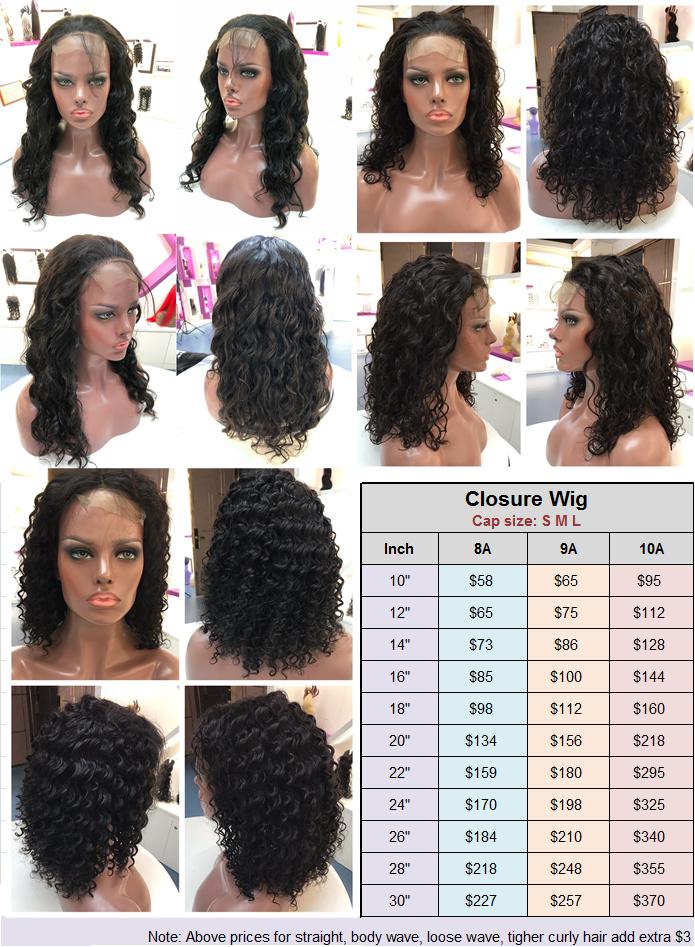 Closure Wig
Cap size: S M L
Inch 8A 9A 10A
10" $58 $65 $95
12" $65 $75 $112
14" $73 $86 $128
16" $85 $100 $144
18" $98 $112 $160
20" $134 $156 $218
22" $159 $180 $295
24" $170 $198 $325
26" $184 $210 $340
28" $218 $248 $355
30" $227 $257 $370
Note: Above prices for straight, body wave, loose wave, tigher curly hair add extra $3